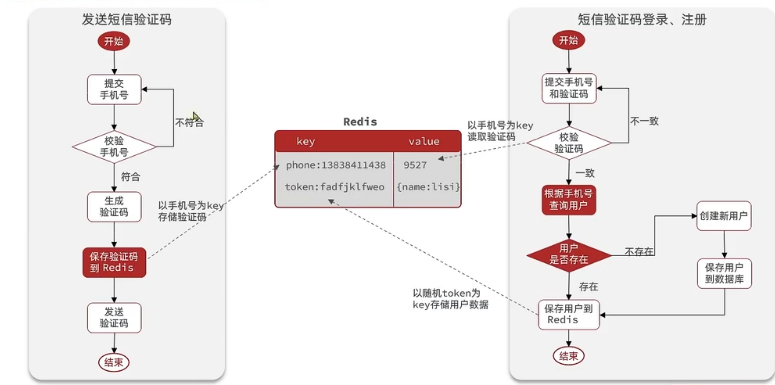 发送短信验证码
开始
提交
手机号
不符合
校验
手机号
符合
生成
验证码
以手机号为key
存储验证码
保存验证码
到 Redis
发送
验证码
结束
Redis
key value
phone:13838411438 9527
token:fadfjklfweo {name:lisi}
以手机号为key
读取验证码
以随机token为
key存储用户数据
短信验证码登录、注册
开始
提交手机号
和验证码
不一致
校验
验证码
一致
根据手机号
查询用户
用户
是否存在
不存在
创建新用户
保存用户
到数据库
存在
保存用户到
Redis
结束